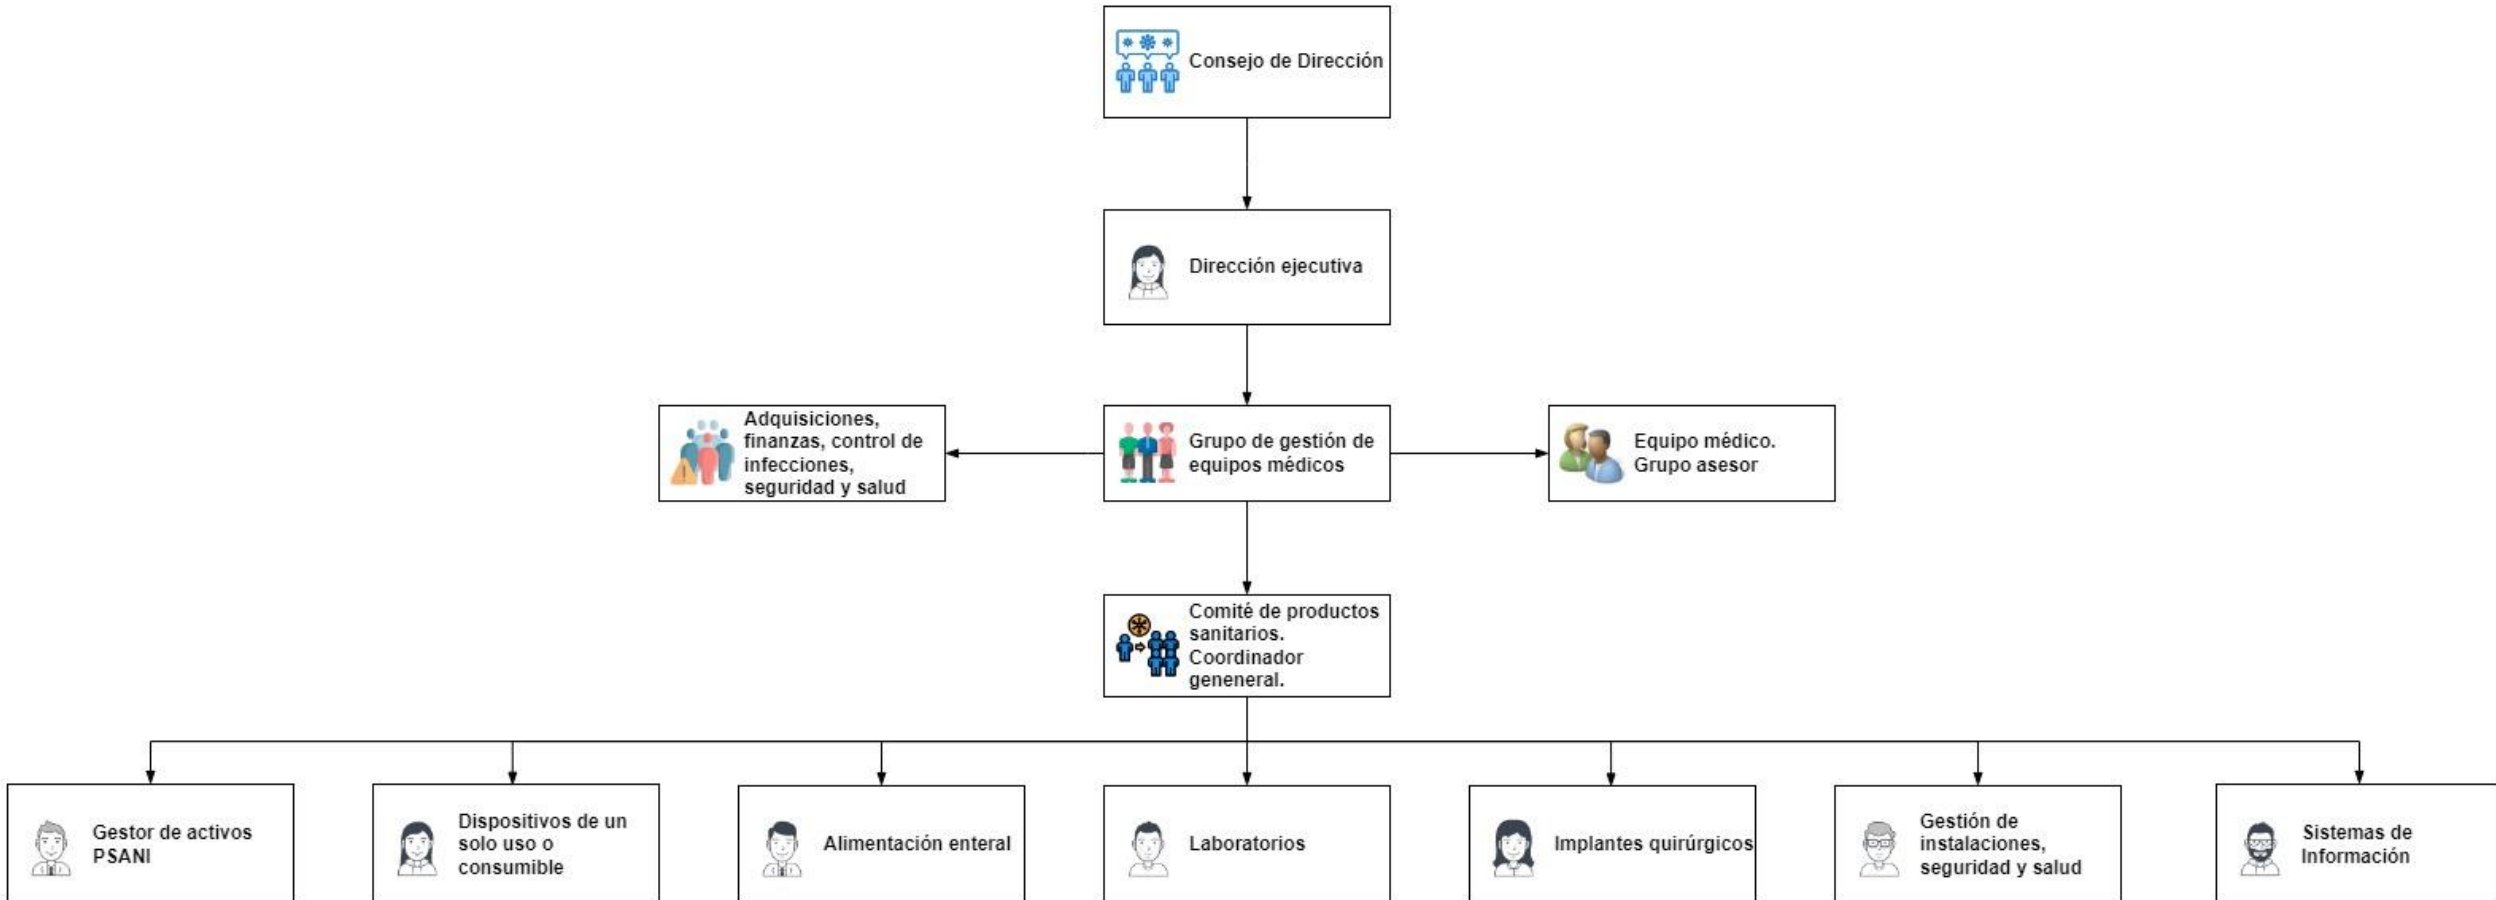 Consejo de Dirección
Dirección ejecutiva
Adquisiciones,
finanzas, control de
infecciones,
seguridad y salud
Grupo de gestión de
equipos médicos
Equipo médico.
Grupo asesor
Comité de productos
sanitarios.
Coordinador
geneneral.
Gestor de activos
PSANI
Dispositivos de un
solo uso o
consumible
Alimentación enteral
Laboratorios
Implantes quirúrgicos
Gestión de
instalaciones,
seguridad y salud
Sistemas de
Información